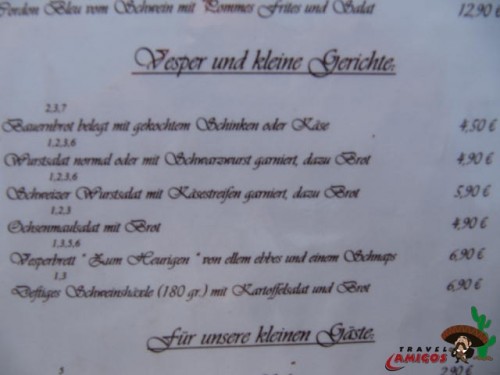 Cordon Bleu vom Schwein mit Pommes Frites und Salat 12,90 €
Vesper und kleine Gerichte:
2,3,7
Bauernbrot belegt mit gekochtem Schinken oder Käse 4,50 €
1,2,3,6
Wurstsalat normal oder mit Schwarzwurst garniert, dazu Brot 4,90 €
1,2,3,6
Schweizer Wurstsalat mit Käsestreifen garniert, dazu Brot 5,90 €
1,2,3
Ochsenmaulsalat mit Brot 4,90 €
1,3,5,6
Vesperbrett " Zum Heurigen " von ellem ebbes und einem Schnaps 6,90 €
1,3
Deftiges Schweinshäxle (180 gr.) mit Kartoffelsalat und Brot 6,90 €
Für unsere kleinen Gäste:
5
2,90 €
TRAVEL
AMIGOS